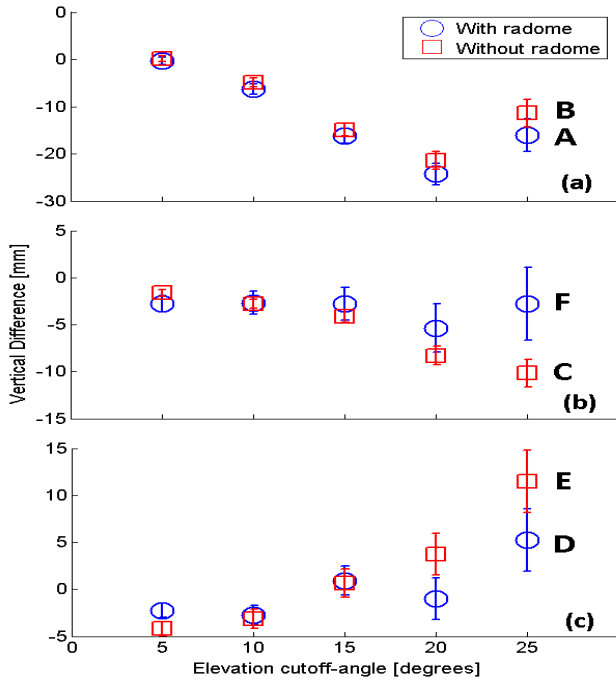 10
0
-10
-20
-30
With radome
Without radome
B
A
(a)
Vertical Difference [mm]
5
0
-5
-10
-15
F
C
(b)
15
10
5
0
-5
E
D
(c)
0
5
10
15
20
25
Elevation cutoff-angle [degrees]